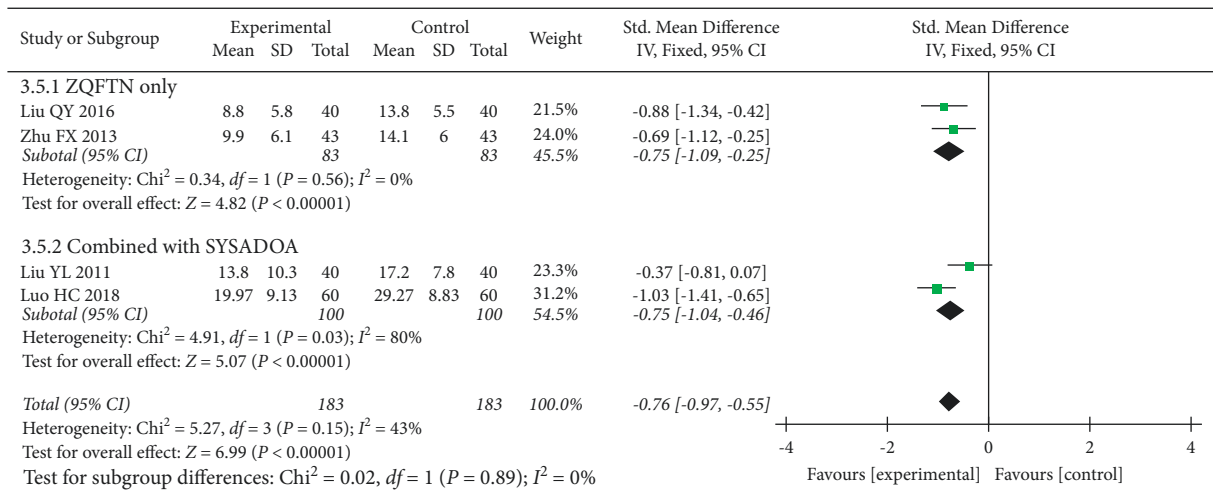 Study or Subgroup Experimental Control Weight Std. Mean Difference Std. Mean Difference
Mean SD Total Mean SD Total IV, Fixed, 95% CI IV, Fixed, 95% CI
3.5.1 ZQFTN only
Liu QY 2016 8.8 5.8 40 13.8 5.5 40 21.5% -0.88 [-1.34, -0.42]
Zhu FX 2013 9.9 6.1 43 14.1 6 43 24.0% -0.69 [-1.12, -0.25]
Subotal (95% CI) 83 83 45.5% -0.75 [-1.09, -0.25]
Heterogeneity: Chi² = 0.34, df = 1 (P = 0.56); I² = 0%
Test for overall effect: Z = 4.82 (P < 0.00001)
3.5.2 Combined with SYSADOA
Liu YL 2011 13.8 10.3 40 17.2 7.8 40 23.3% -0.37 [-0.81, 0.07]
Luo HC 2018 19.97 9.13 60 29.27 8.83 60 31.2% -1.03 [-1.41, -0.65]
Subotal (95% CI) 100 100 54.5% -0.75 [-1.04, -0.46]
Heterogeneity: Chi² = 4.91, df = 1 (P = 0.03); I² = 80%
Test for overall effect: Z = 5.07 (P < 0.00001)
Total (95% CI) 183 183 100.0% -0.76 [-0.97, -0.55]
Heterogeneity: Chi² = 5.27, df = 3 (P = 0.15); I² = 43%
Test for overall effect: Z = 6.99 (P < 0.00001)
Test for subgroup differences: Chi² = 0.02, df = 1 (P = 0.89); I² = 0%
-4 -2 0 2 4
Favours [experimental] Favours [control]